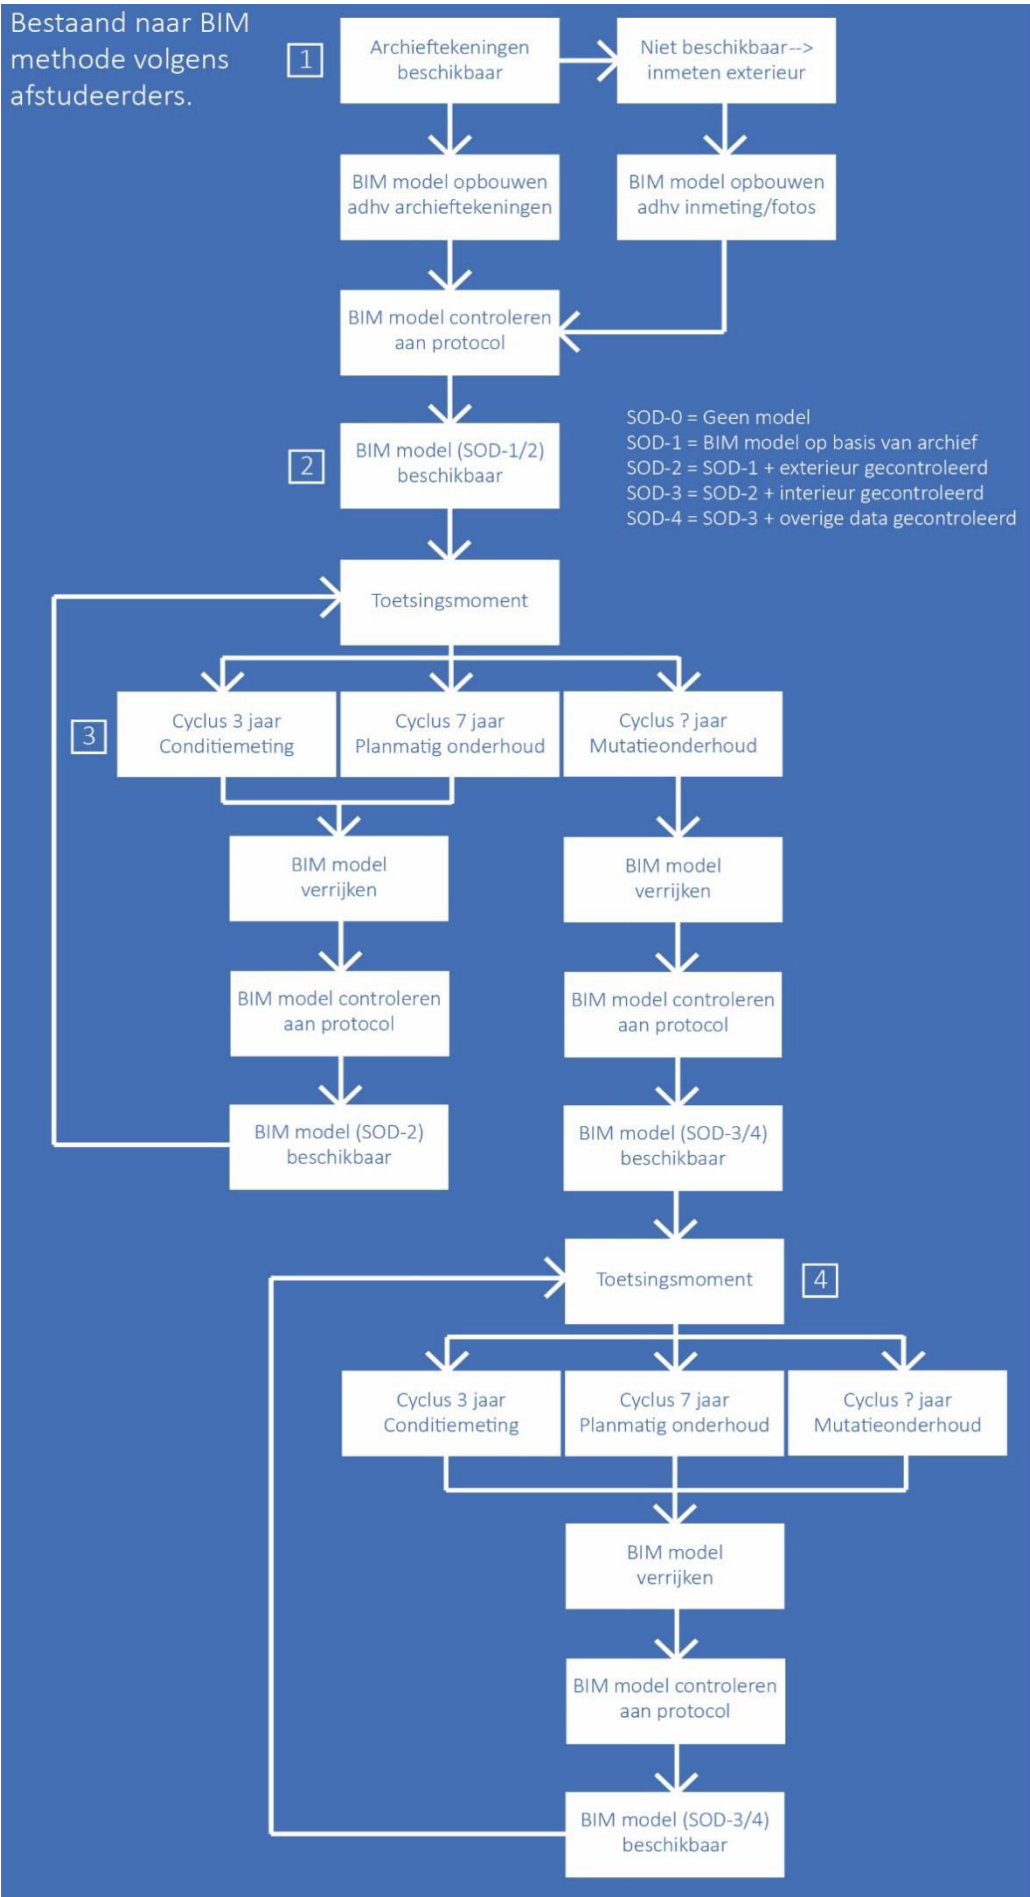 Bestaand naar BIM
methode volgens
afstudeerders.
1
Archieftekeningen
beschikbaar
Niet beschikbaar-->
inmeten exterieur
BIM model opbouwen
adhv archieftekeningen
BIM model opbouwen
adhv inmeting/fotos
BIM model controleren
aan protocol
2
BIM model (SOD-1/2)
beschikbaar
SOD-0 = Geen model
SOD-1 = BIM model op basis van archief
SOD-2 = SOD-1 + exterieur gecontroleerd
SOD-3 = SOD-2 + interieur gecontroleerd
SOD-4 = SOD-3 + overige data gecontroleerd
Toetsingsmoment
3
Cyclus 3 jaar
Conditiemeting
Cyclus 7 jaar
Planmatig onderhoud
Cyclus ? jaar
Mutatieonderhoud
BIM model
verrijken
BIM model
verrijken
BIM model controleren
aan protocol
BIM model controleren
aan protocol
BIM model (SOD-2)
beschikbaar
BIM model (SOD-3/4)
beschikbaar
Toetsingsmoment
4
Cyclus 3 jaar
Conditiemeting
Cyclus 7 jaar
Planmatig onderhoud
Cyclus ? jaar
Mutatieonderhoud
BIM model
verrijken
BIM model controleren
aan protocol
BIM model (SOD-3/4)
beschikbaar